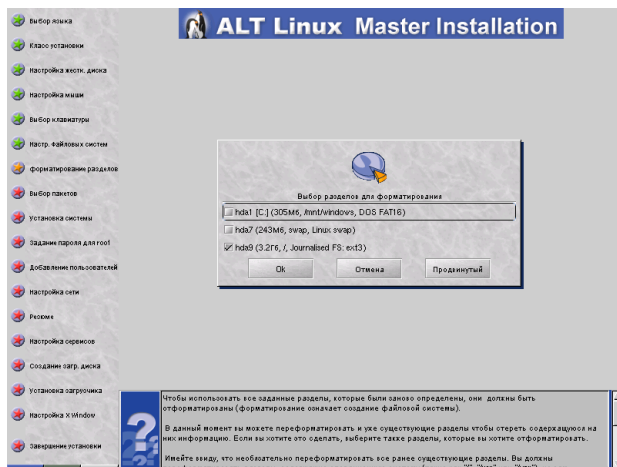 ALT Linux Master Installation
Выбор языка
Класс установки
Настройка жестк. диска
Настройка мыши
Выбор клавиатуры
Настр. Файловых систем
Форматирование разделов
Выбор пакетов
Установка системы
Задание пароля для root
Добавление пользователей
Настройка сети
Резюме
Настройка сервисов
Создание загр. диска
Установка загрузчика
Настройка X Window
Завершение установки
Выбор разделов для форматирования
hda1 [C:] (305Мб, /mnt/windows, DOS FAT16)
hda7 (243Мб, swap, Linux swap)
hda9 (3.2Гб, /, Journalised FS: ext3)
Ok
Отмена
Продвинутый
Чтобы использовать все заданные разделы, которые были заново определены, они должны быть
отформатированы (форматирование означает создание файловой системы).
В данный момент вы можете переформатировать и уже существующие разделы чтобы стереть содержащуюся на
них информацию. Если вы хотите это сделать, выберите также разделы, которые вы хотите отформатировать.
Имейте ввиду, что необязательно переформатировать все ранее существующие разделы. Вы должны